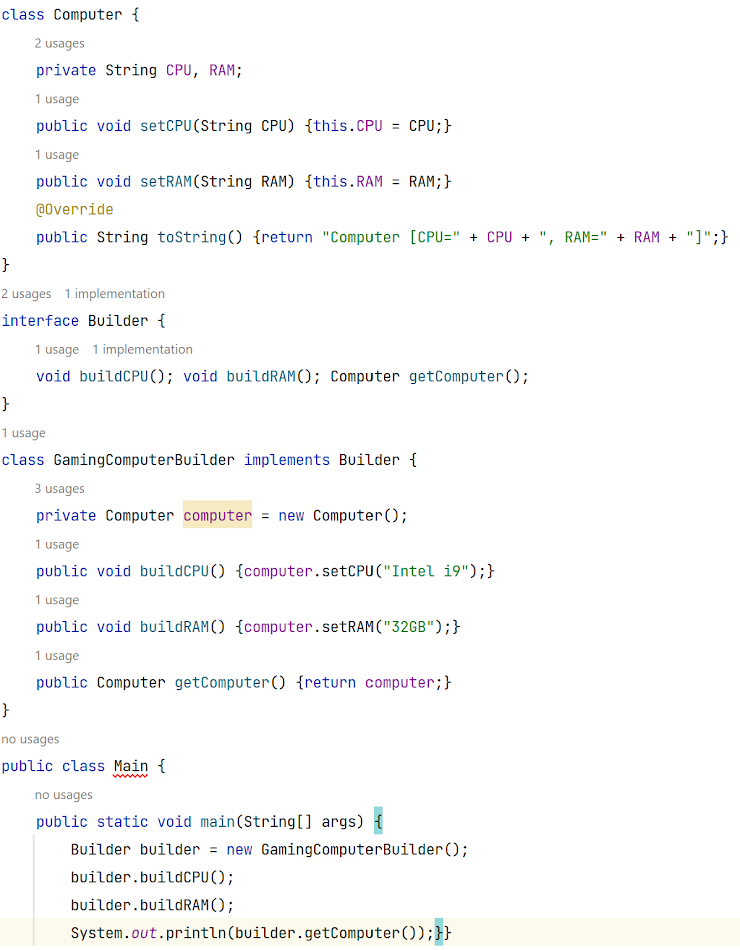 class Computer {
2 usages
private String CPU, RAM;
1 usage
public void setCPU(String CPU) {this.CPU = CPU;}
1 usage
public void setRAM(String RAM) {this.RAM = RAM;}
@Override
public String toString() {return "Computer [CPU=" + CPU + ", RAM=" + RAM + "]";}
}
2 usages 1 implementation
interface Builder {
1 usage 1 implementation
void buildCPU(); void buildRAM(); Computer getComputer();
}
1 usage
class GamingComputerBuilder implements Builder {
3 usages
private Computer computer = new Computer();
1 usage
public void buildCPU() {computer.setCPU("Intel i9");}
1 usage
public void buildRAM() {computer.setRAM("32GB");}
1 usage
public Computer getComputer() {return computer;}
}
no usages
public class Main {
no usages
public static void main(String[] args) {
Builder builder = new GamingComputerBuilder();
builder.buildCPU();
builder.buildRAM();
System.out.println(builder.getComputer());}}